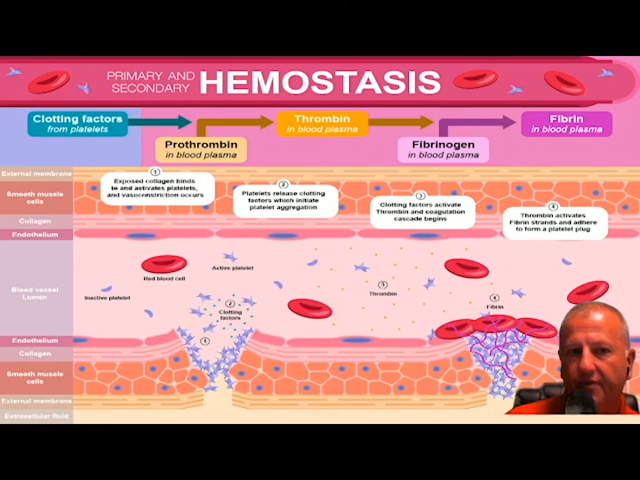 PRIMARY AND
SECONDARY
HEMOSTASIS
Clotting factors
from platelets
Prothrombin
in blood plasma
Thrombin
in blood plasma
Fibrinogen
in blood plasma
Fibrin
in blood plasma
External membrane
Smooth muscle
cells
Collagen
Endothelium
Blood vessel
Lumen
Endothelium
Collagen
Smooth muscle
cells
External membrane
Extracellular fluid
1
Exposed collagen binds
to and activates platelets,
and vasoconstriction occurs
2
Platelets release clotting
factors which initiate
platelet aggregation
3
Clotting factors activate
Thrombin and coagulation
cascade begins
4
Thrombin activates
Fibrin strands and adhere
to form a platelet plug
Red blood cell
Active platelet
Inactive platelet
2
Clotting
factors
1
3
Thrombin
4
Fibrin